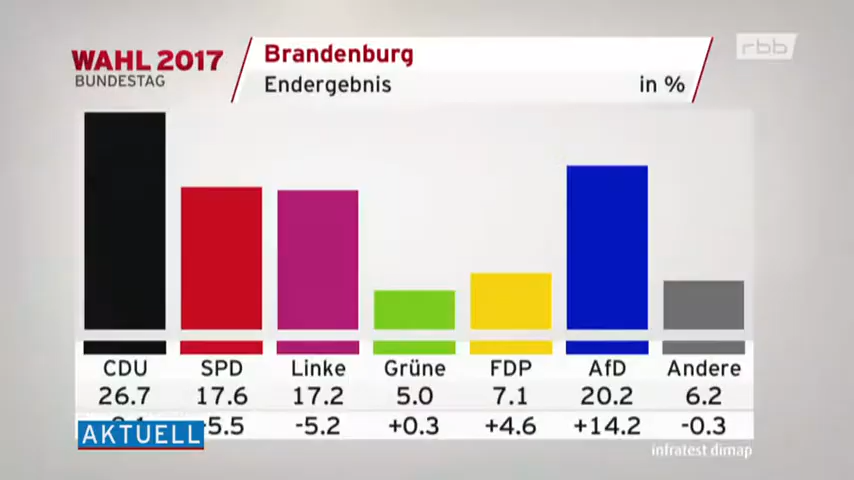 WAHL 2017
BUNDESTAG
Brandenburg
Endergebnis in %
rbb
CDU SPD Linke Grüne FDP AfD Andere
26.7 17.6 17.2 5.0 7.1 20.2 6.2
-5.5 -5.2 +0.3 +4.6 +14.2 -0.3
AKTUELL
infratest dimap